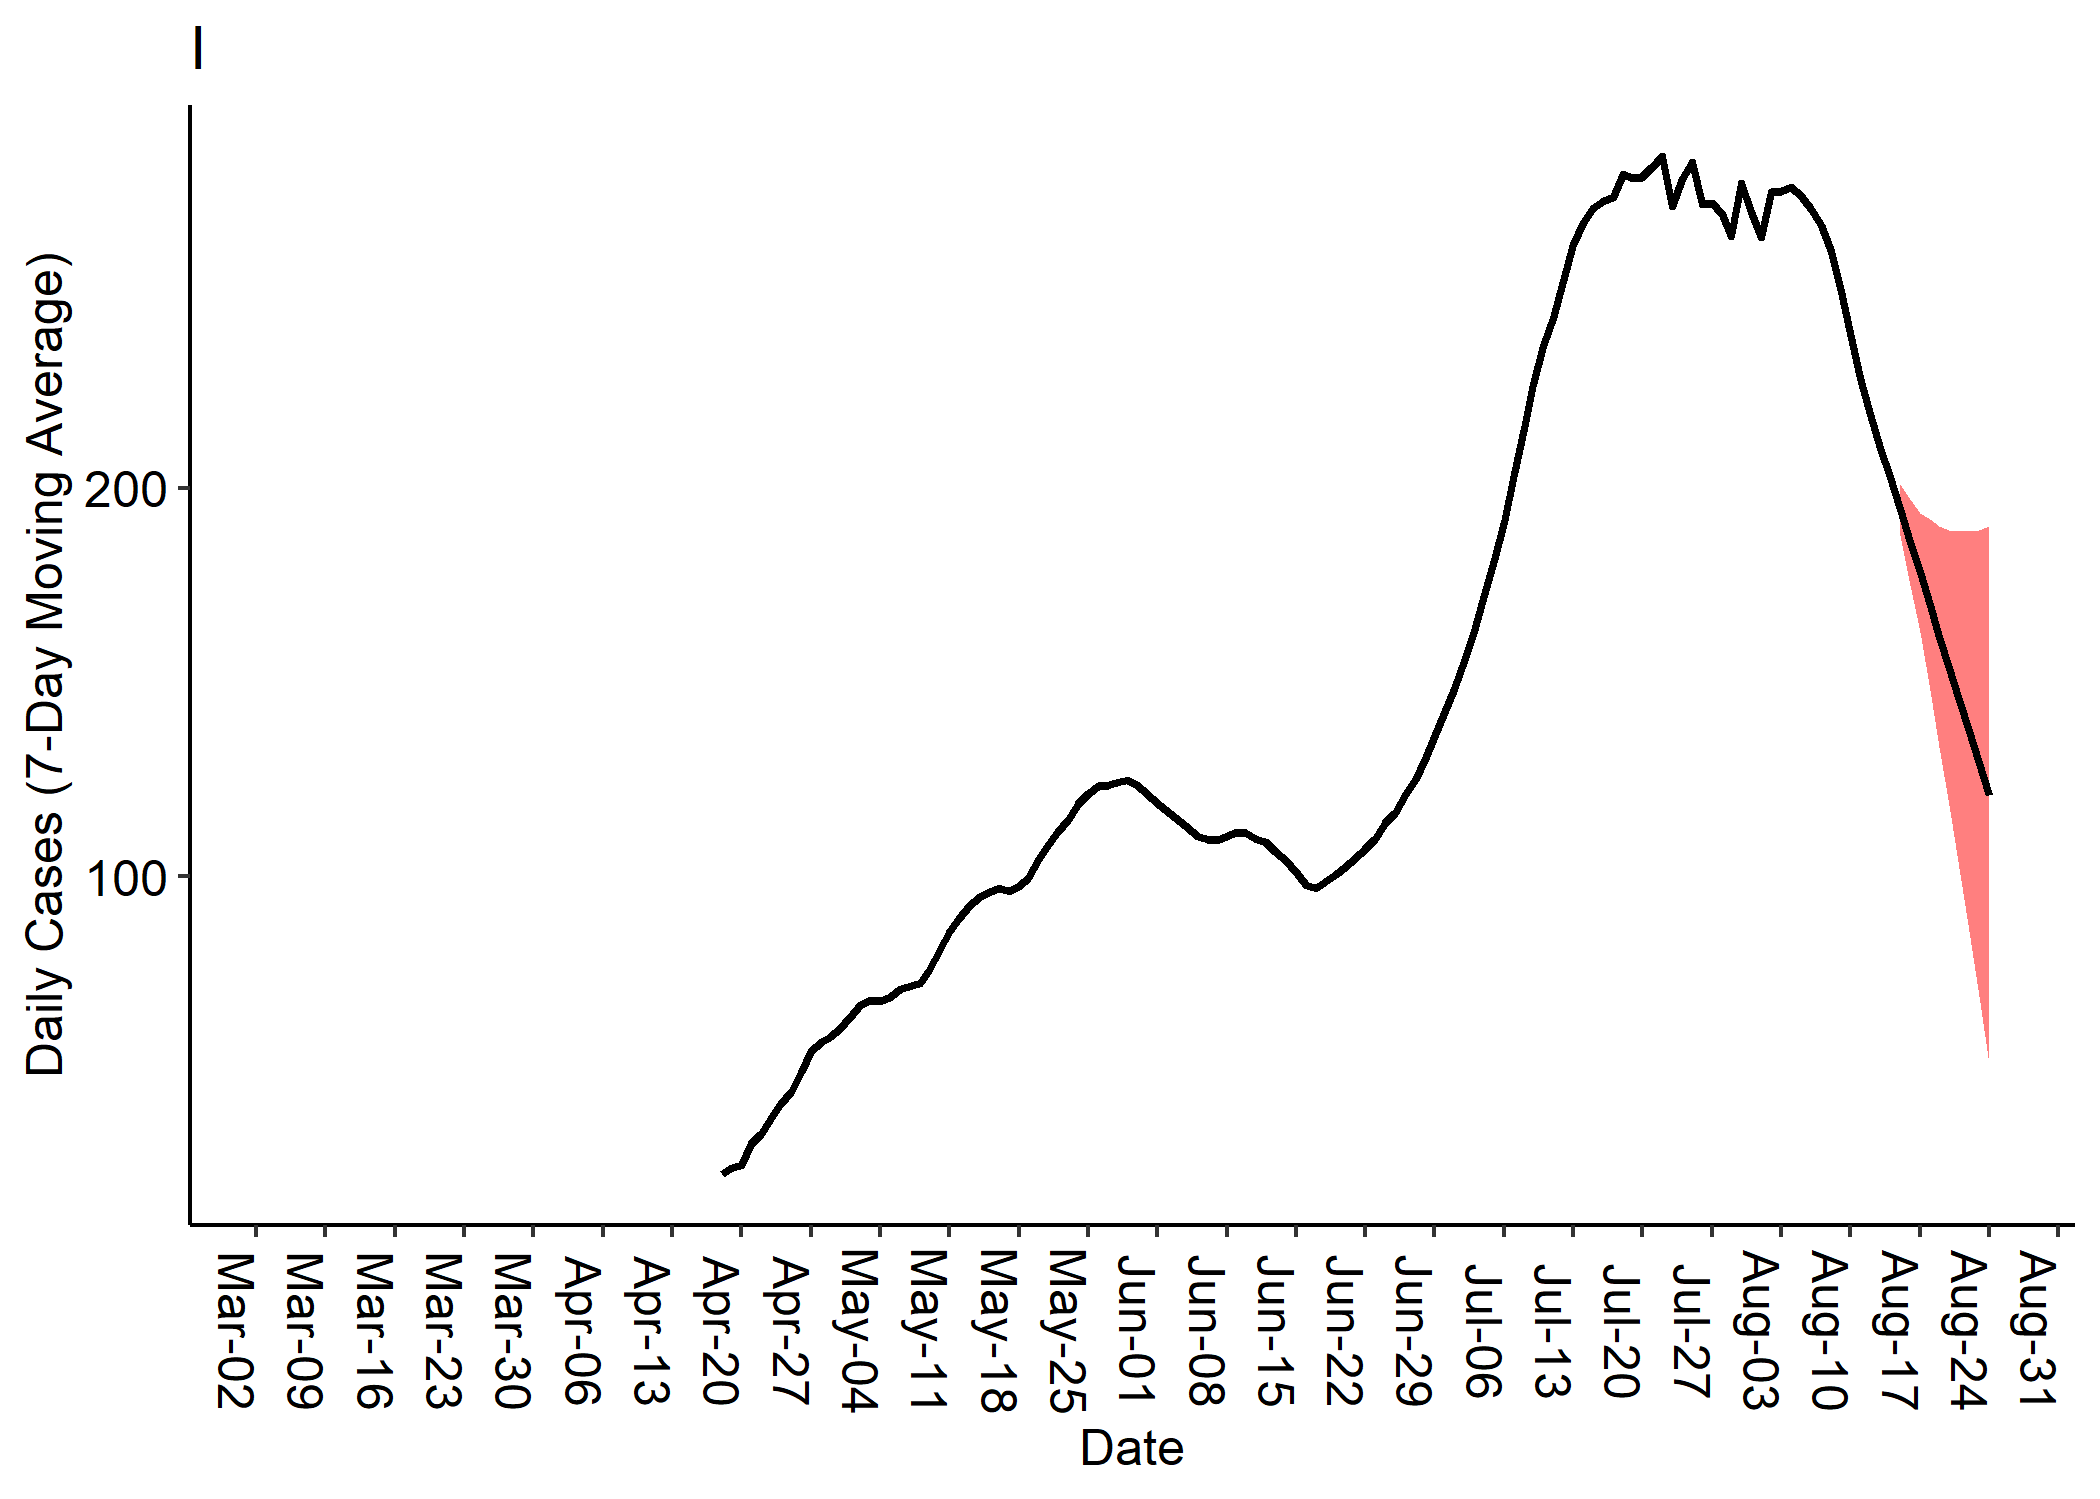 I
Daily Cases (7-Day Moving Average)
200
100
Mar-02
Mar-09
Mar-16
Mar-23
Mar-30
Apr-06
Apr-13
Apr-20
Apr-27
May-04
May-11
May-18
May-25
Jun-01
Jun-08
Jun-15
Jun-22
Jun-29
Jul-06
Jul-13
Jul-20
Jul-27
Aug-03
Aug-10
Aug-17
Aug-24
Aug-31
Date